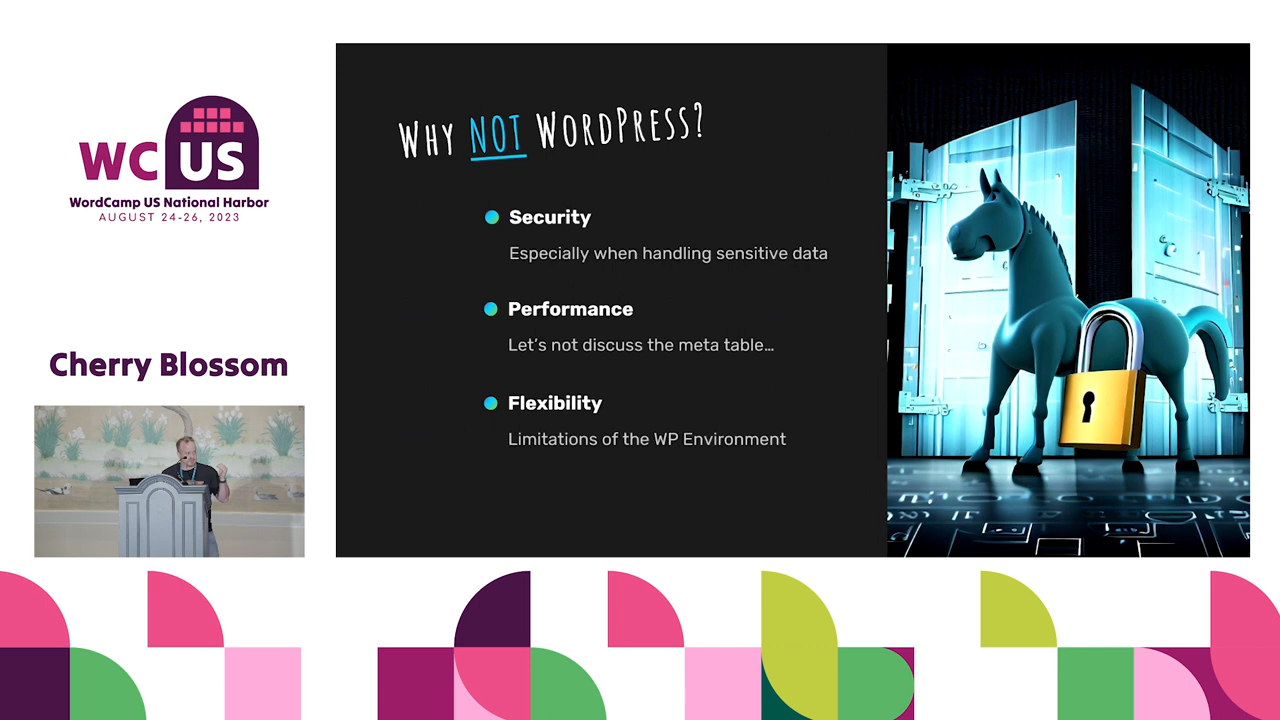 WC US
WordCamp US National Harbor
AUGUST 24-26, 2023
Cherry Blossom
WHY NOT WORDPRESS?
Security
Especially when handling sensitive data
Performance
Let’s not discuss the meta table…
Flexibility
Limitations of the WP Environment